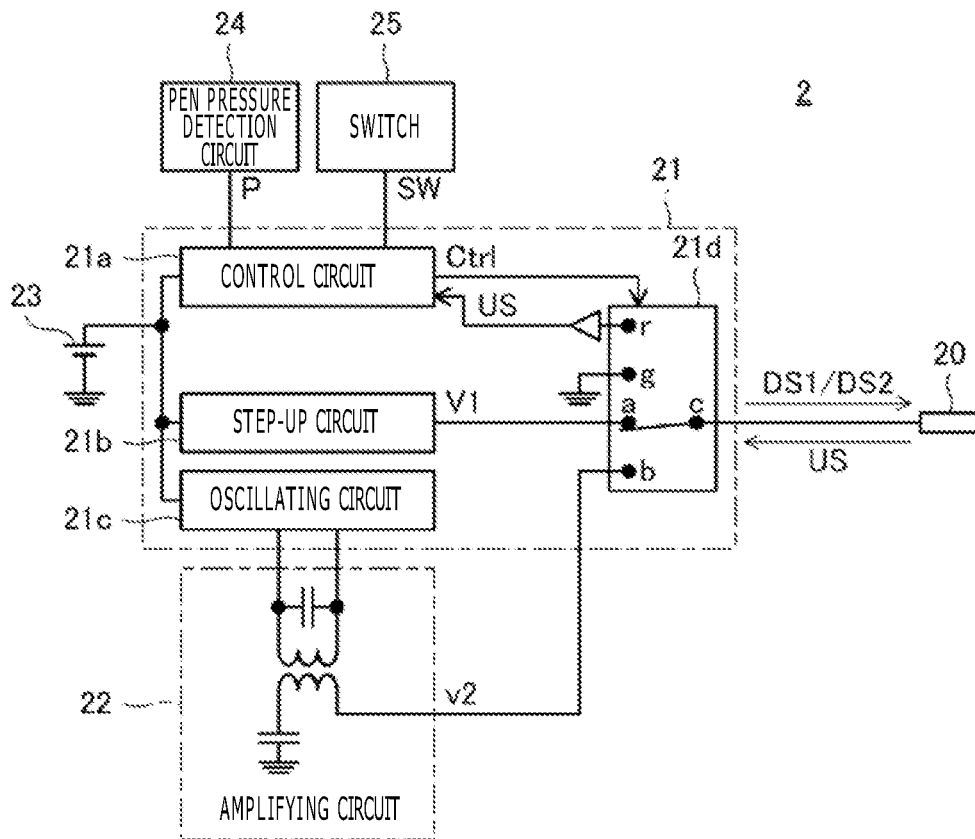 24
25
2
PEN PRESSURE
DETECTION
CIRCUIT
SWITCH
P
SW
21
21a
21d
CONTROL CIRCUIT
Ctrl
23
US
r
g
20
V1
a
c
DS1/DS2
STEP-UP CIRCUIT
21b
b
US
OSCILLATING CIRCUIT
21c
22
v2
AMPLIFYING CIRCUIT